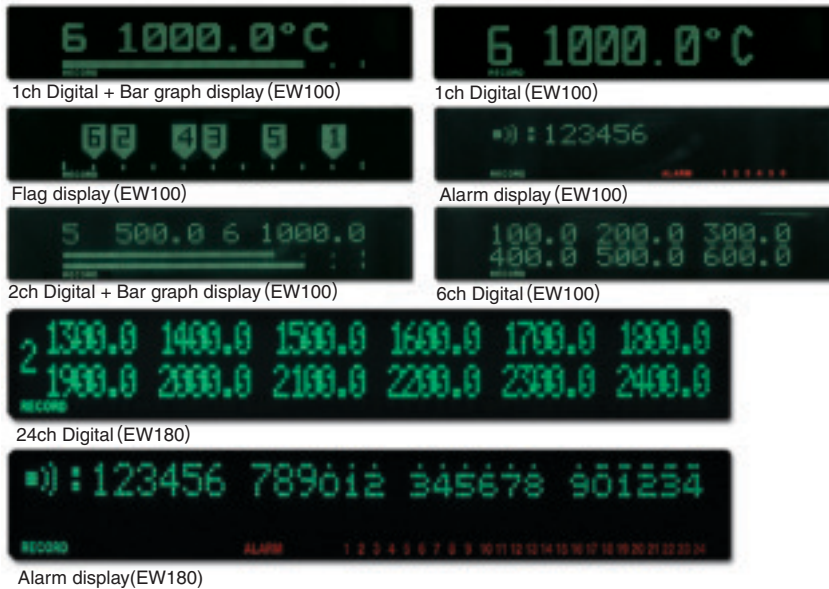 6 1000.0°C
RECORD
1ch Digital + Bar graph display (EW100)
6 1000.0°C
RECORD
1ch Digital (EW100)
6 2 4 3 5 1
RECORD
Flag display (EW100)
:123456
RECORD ALARM 1 2 3 4 5 6
Alarm display (EW100)
5 500.0 6 1000.0
RECORD
2ch Digital + Bar graph display (EW100)
100.0 200.0 300.0
400.0 500.0 600.0
RECORD
6ch Digital (EW100)
2
1300.0 1400.0 1500.0 1600.0 1700.0 1800.0
1900.0 2000.0 2100.0 2200.0 2300.0 2400.0
RECORD
24ch Digital (EW180)
:123456 789012 345678 901234
RECORD ALARM 1 2 3 4 5 6 7 8 9 10 11 12 13 14 15 16 17 18 19 20 21 22 23 24
Alarm display(EW180)